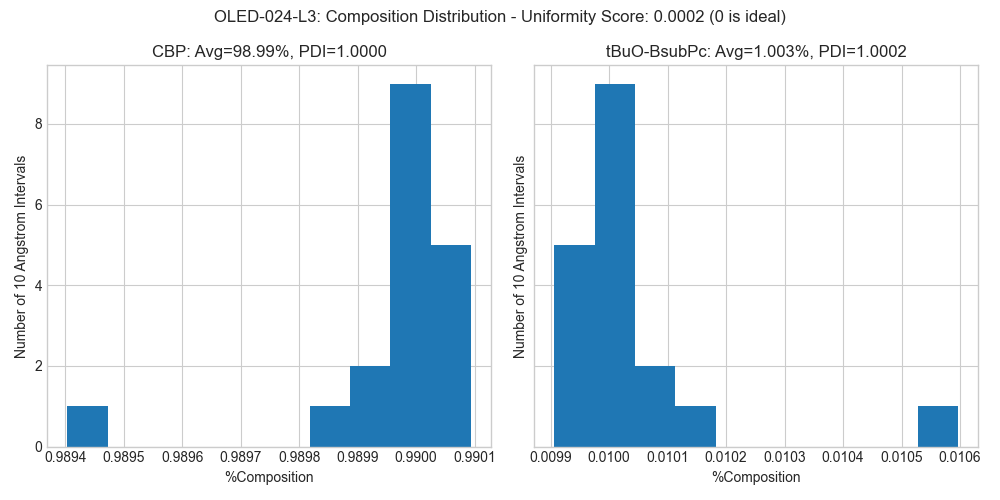 OLED-024-L3: Composition Distribution - Uniformity Score: 0.0002 (0 is ideal)
CBP: Avg=98.99%, PDI=1.0000
Number of 10 Angstrom Intervals
8
6
4
2
0
0.9894 0.9895 0.9896 0.9897 0.9898 0.9899 0.9900 0.9901
%Composition
tBuO-BsubPc: Avg=1.003%, PDI=1.0002
Number of 10 Angstrom Intervals
0.0099 0.0100 0.0101 0.0102 0.0103 0.0104 0.0105 0.0106
%Composition